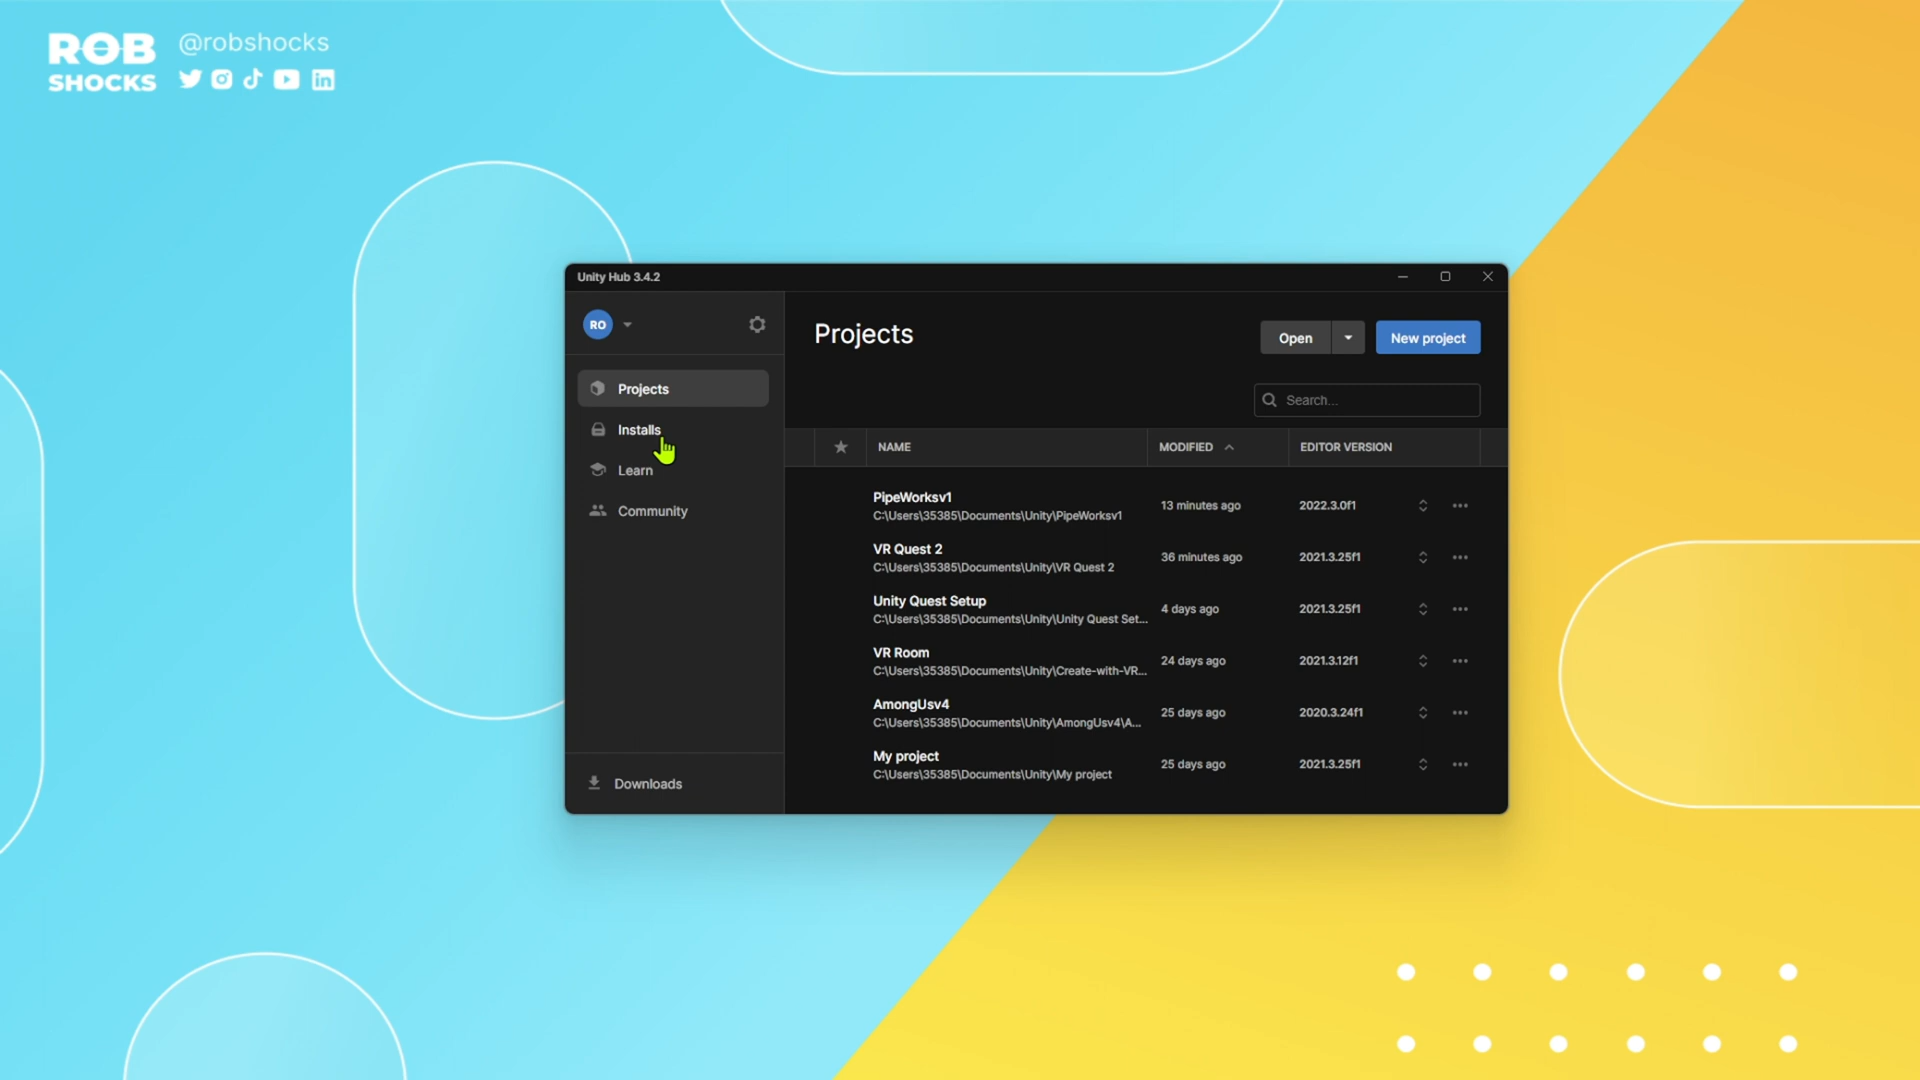 ROB
SHOCKS
@robshocks
Unity Hub 3.4.2
RO
Projects
Installs
Learn
Community
Downloads
Projects
Open
New project
Search...
NAME MODIFIED EDITOR VERSION
PipeWorksv1
C:\Users\35385\Documents\Unity\PipeWorksv1
13 minutes ago
2022.3.0f1
VR Quest 2
C:\Users\35385\Documents\Unity\VR Quest 2
36 minutes ago
2021.3.25f1
Unity Quest Setup
C:\Users\35385\Documents\Unity\Unity Quest Set...
4 days ago
2021.3.25f1
VR Room
C:\Users\35385\Documents\Unity\Create-with-VR...
24 days ago
2021.3.12f1
AmongUsv4
C:\Users\35385\Documents\Unity\AmongUsv4\A...
25 days ago
2020.3.24f1
My project
C:\Users\35385\Documents\Unity\My project
25 days ago
2021.3.25f1